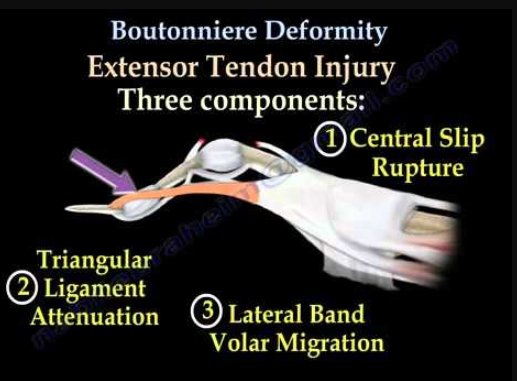 Boutonniere Deformity
Extensor Tendon Injury
Three components:
1 Central Slip
Rupture
Triangular
2 Ligament
Attenuation
3 Lateral Band
Volar Migration